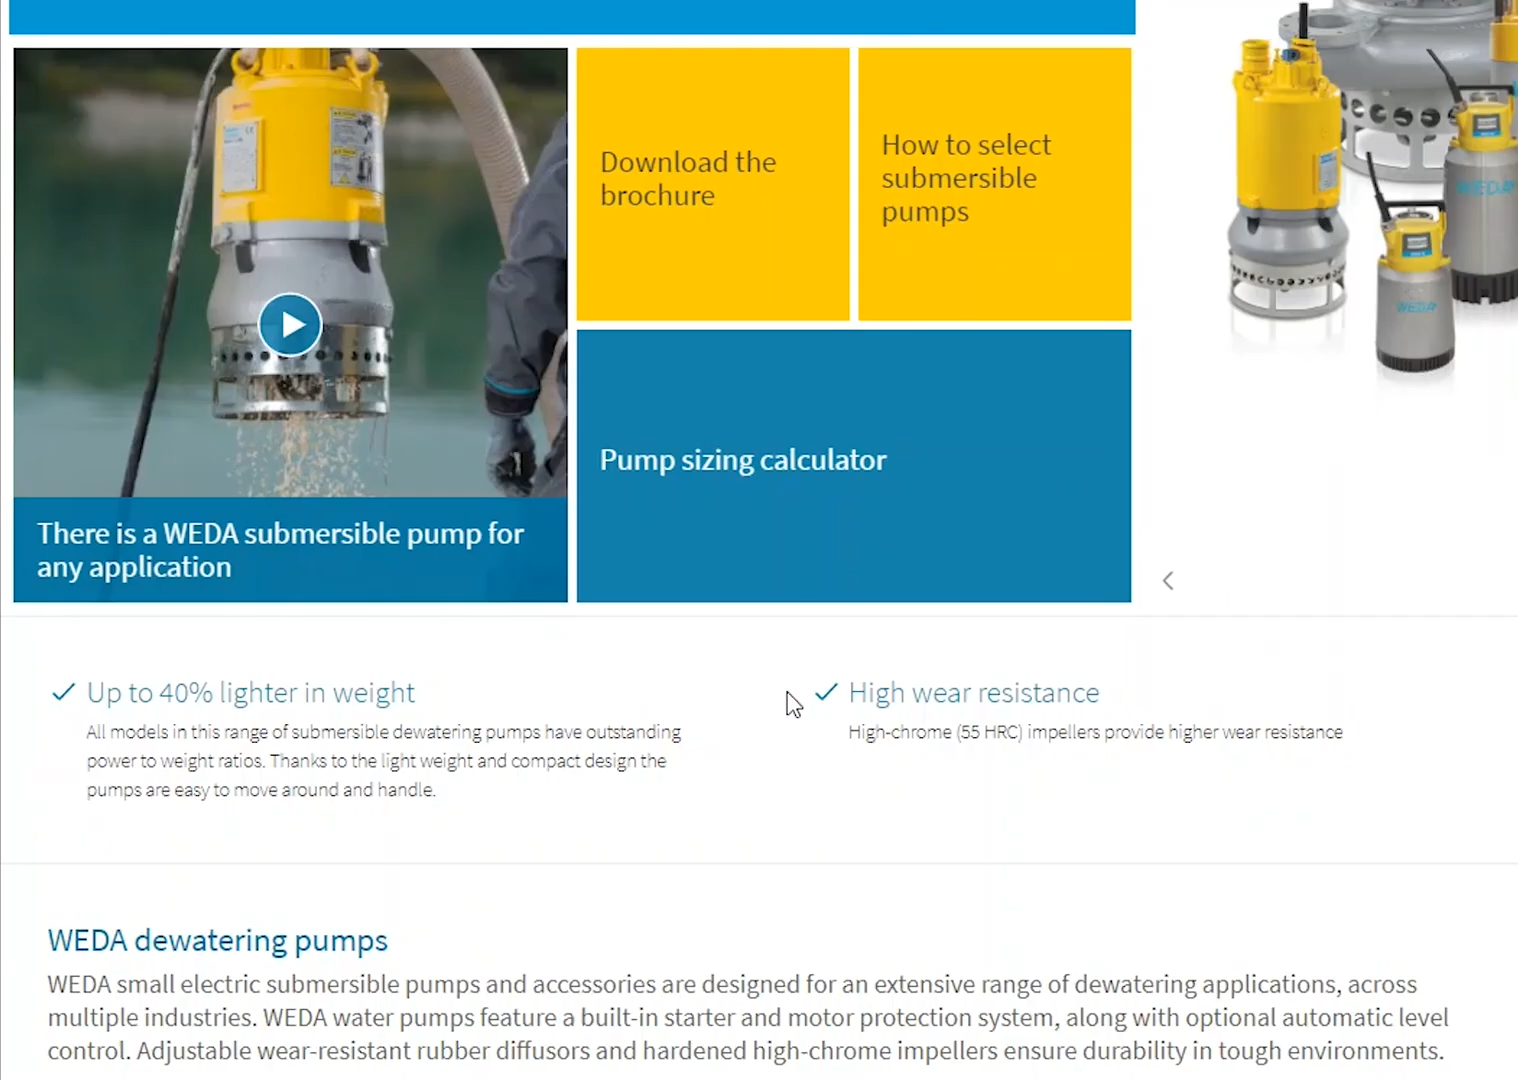 Download the
brochure
How to select
submersible
pumps
WEDA
WEDA
Pump sizing calculator
There is a WEDA submersible pump for
any application
Up to 40% lighter in weight
All models in this range of submersible dewatering pumps have outstanding
power to weight ratios. Thanks to the light weight and compact design the
pumps are easy to move around and handle.
High wear resistance
High-chrome (55 HRC) impellers provide higher wear resistance
WEDA dewatering pumps
WEDA small electric submersible pumps and accessories are designed for an extensive range of dewatering applications, across
multiple industries. WEDA water pumps feature a built-in starter and motor protection system, along with optional automatic level
control. Adjustable wear-resistant rubber diffusors and hardened high-chrome impellers ensure durability in tough environments.